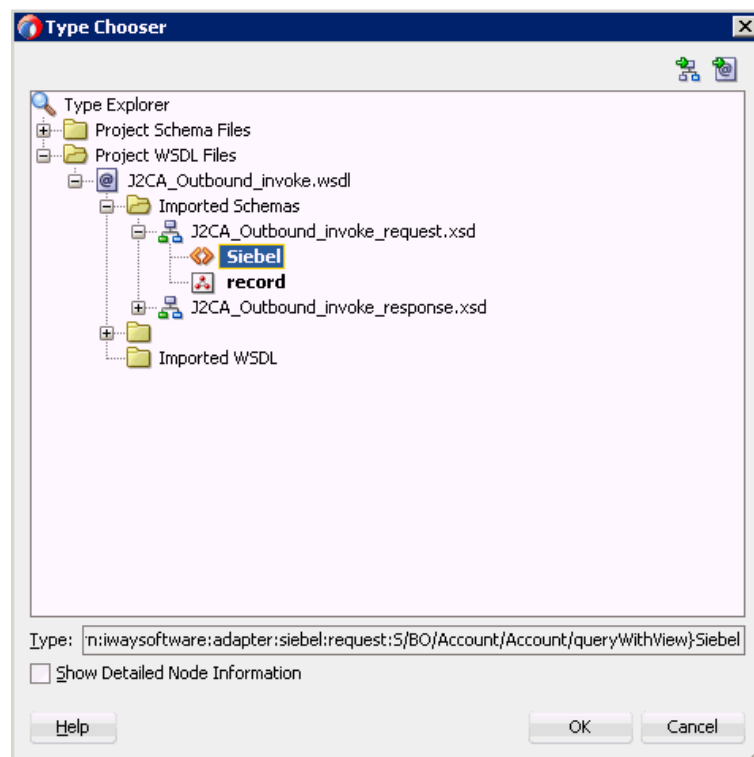 Type Chooser
Type Explorer
Project Schema Files
Project WSDL Files
J2CA_Outbound_invoke.wsdl
Imported Schemas
J2CA_Outbound_invoke_request.xsd
Siebel
record
J2CA_Outbound_invoke_response.xsd
Imported WSDL
Type: n:iwaysoftware:adapter:siebel:request:S/BO/Account/Account/queryWithView}Siebel
Show Detailed Node Information
Help OK Cancel